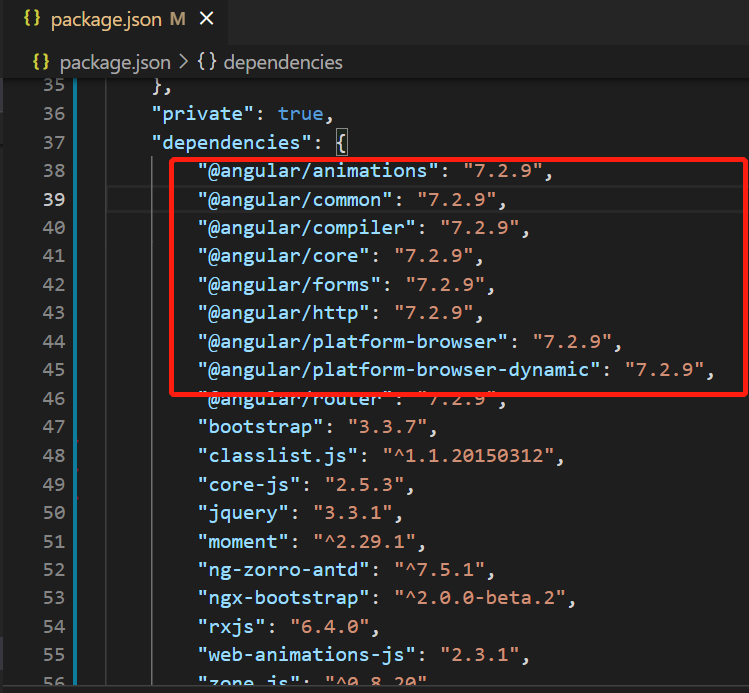 {} package.json M ×
{} package.json > {} dependencies
35 },
36 "private": true,
37 "dependencies": {
38 "@angular/animations": "7.2.9",
39 "@angular/common": "7.2.9",
40 "@angular/compiler": "7.2.9",
41 "@angular/core": "7.2.9",
42 "@angular/forms": "7.2.9",
43 "@angular/http": "7.2.9",
44 "@angular/platform-browser": "7.2.9",
45 "@angular/platform-browser-dynamic": "7.2.9",
46 "@angular/router": "7.2.9",
47 "bootstrap": "3.3.7",
48 "classlist.js": "^1.1.20150312",
49 "core-js": "2.5.3",
50 "jquery": "3.3.1",
51 "moment": "^2.29.1",
52 "ng-zorro-antd": "^7.5.1",
53 "ngx-bootstrap": "^2.0.0-beta.2",
54 "rxjs": "6.4.0",
55 "web-animations-js": "2.3.1",
56 "zone.js": "^0.8.20"